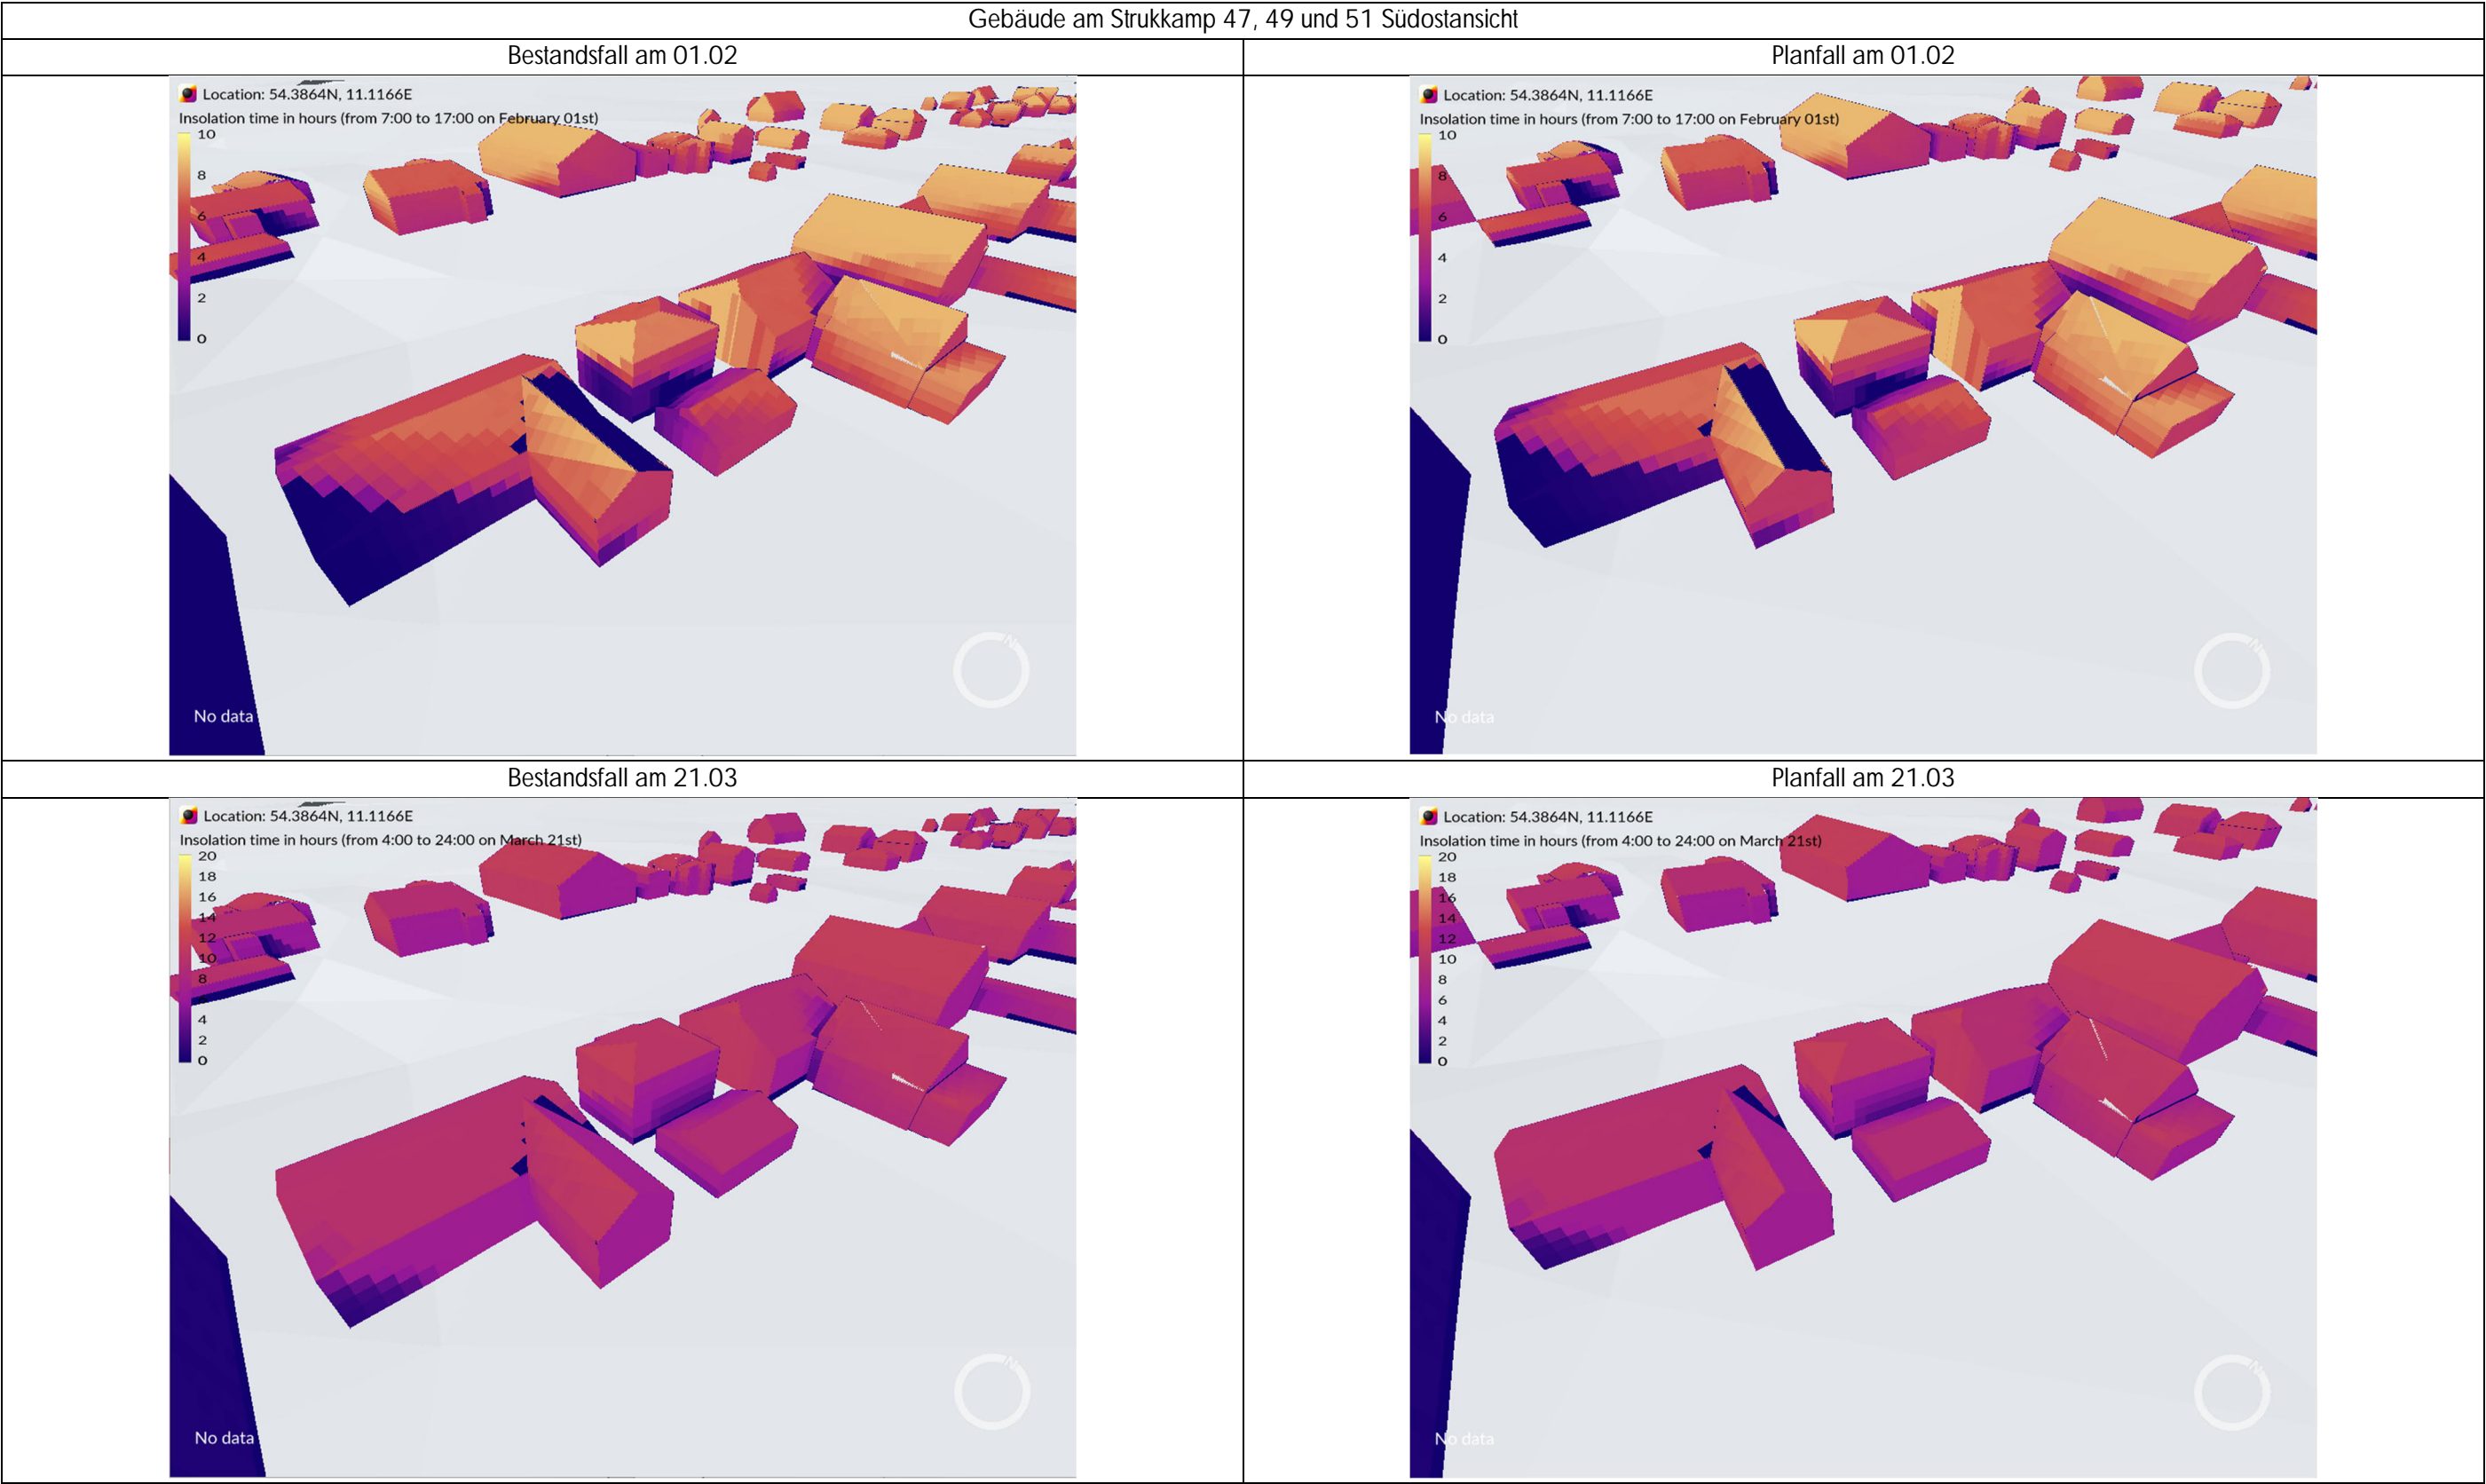 Gebäude am Strukkamp 47, 49 und 51 Südostansicht
Bestandsfall am 01.02
Planfall am 01.02
Location: 54.3864N, 11.1166E
Insolation time in hours (from 7:00 to 17:00 on February 01st)
10
8
6
4
2
0
N
No data
Location: 54.3864N, 11.1166E
Insolation time in hours (from 7:00 to 17:00 on February 01st)
10
8
6
4
2
0
N
No data
Bestandsfall am 21.03
Planfall am 21.03
Location: 54.3864N, 11.1166E
Insolation time in hours (from 4:00 to 24:00 on March 21st)
20
18
16
14
12
10
8
6
4
2
0
N
No data
Location: 54.3864N, 11.1166E
Insolation time in hours (from 4:00 to 24:00 on March 21st)
20
18
16
14
12
10
8
6
4
2
0
N
No data